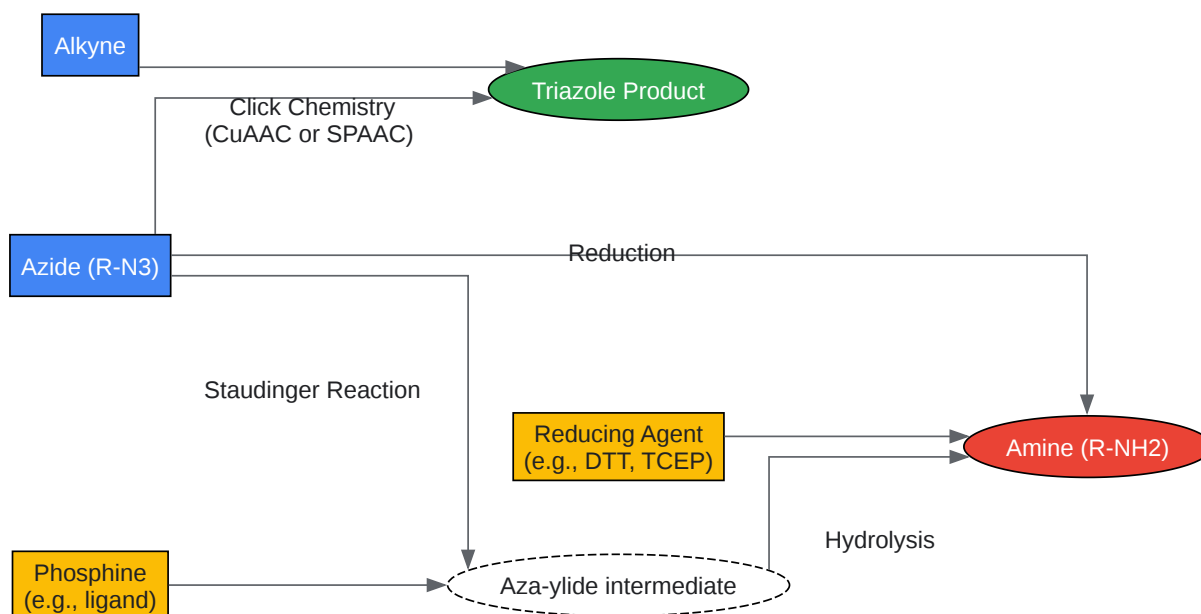 Alkyne
Triazole Product
Click Chemistry
(CuAAC or SPAAC)
Azide (R-N3)
Reduction
Staudinger Reaction
Reducing Agent
(e.g., DTT, TCEP)
Amine (R-NH2)
Hydrolysis
Phosphine
(e.g., ligand)
Aza-ylide intermediate